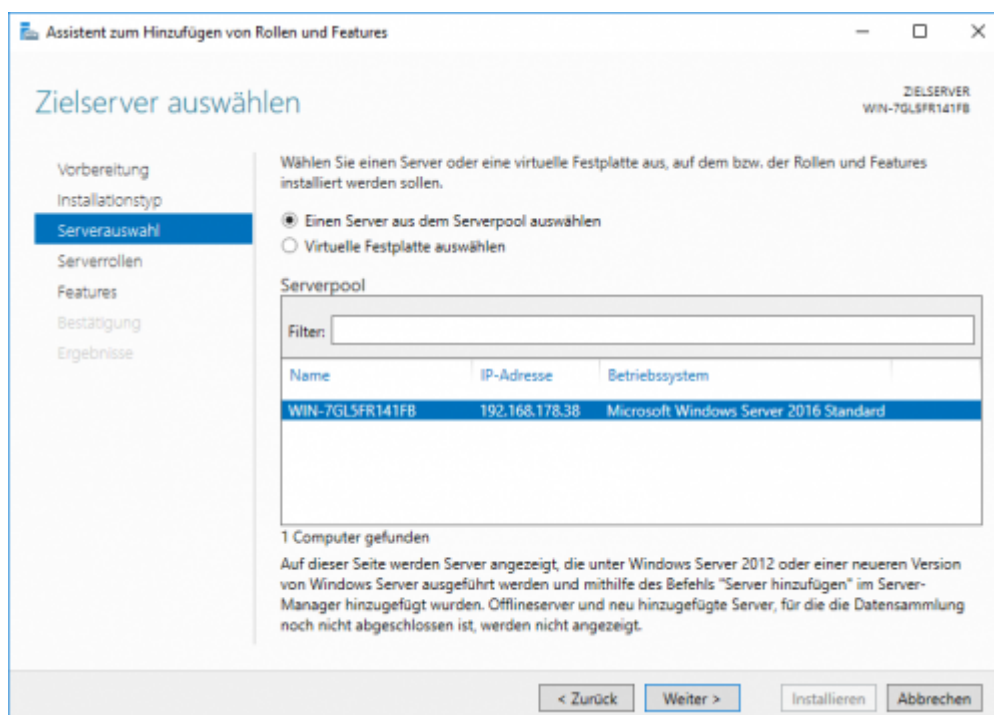 Assistent zum Hinzufügen von Rollen und Features
Zielserver auswählen
ZIELSERVER
WIN-7GL5FR141FB
Vorbereitung
Installationstyp
Serverauswahl
Serverrollen
Features
Bestätigung
Ergebnisse
Wählen Sie einen Server oder eine virtuelle Festplatte aus, auf dem bzw. der Rollen und Features
installiert werden sollen.
Einen Server aus dem Serverpool auswählen
Virtuelle Festplatte auswählen
Serverpool
Filter:
Name IP-Adresse Betriebssystem
WIN-7GL5FR141FB 192.168.178.38 Microsoft Windows Server 2016 Standard
1 Computer gefunden
Auf dieser Seite werden Server angezeigt, die unter Windows Server 2012 oder einer neueren Version
von Windows Server ausgeführt werden und mithilfe des Befehls "Server hinzufügen" im Server-
Manager hinzugefügt wurden. Offlineserver und neu hinzugefügte Server, für die die Datensammlung
noch nicht abgeschlossen ist, werden nicht angezeigt.
< Zurück Weiter > Installieren Abbrechen